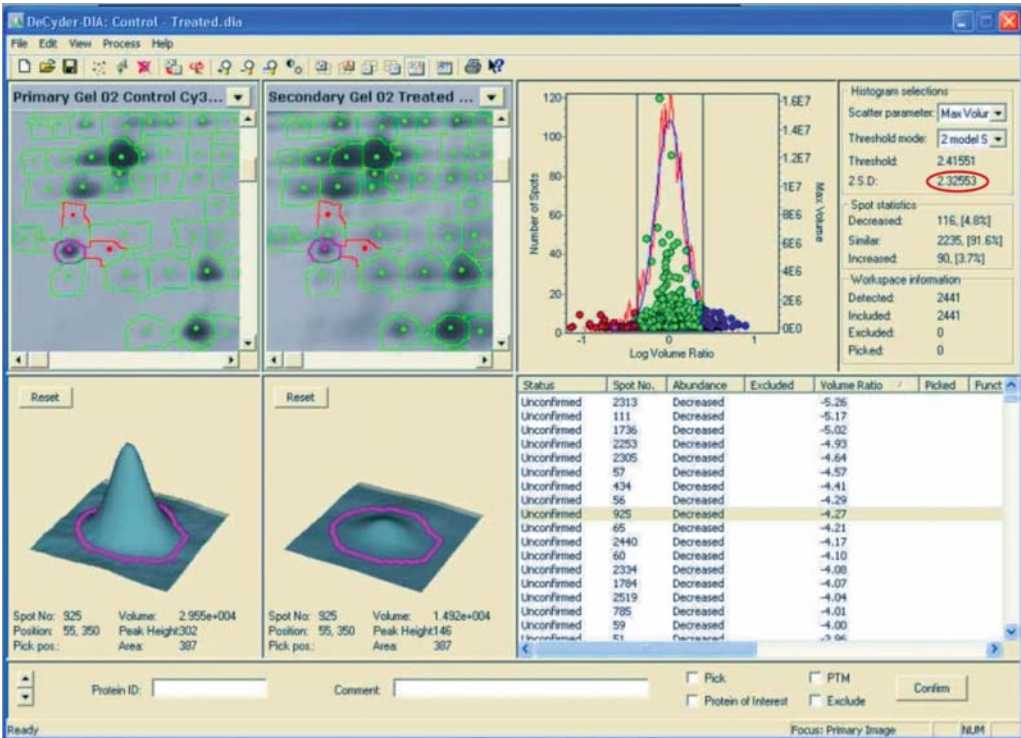 DeCyder-DIA: Control - Treated.dia
File Edit View Process Help
Primary Gel 02 Control Cy3...
Secondary Gel 02 Treated ...
120
100
80
60
40
20
0
Number of Spots
-1 0 1
Log Volume Ratio
1.6E7
1.4E7
1.2E7
1E7
8E6
6E6
4E6
2E6
0E0
Max Volume
Histogram selections
Scatter parameter: Max Volur
Threshold mode: 2 model S
Threshold: 2.41551
2 S.D: 2.32553
Spot statistics
Decreased: 116, [4.8%]
Similar: 2235, [91.6%]
Increased: 90, [3.7%]
Workspace information
Detected: 2441
Included: 2441
Excluded: 0
Picked: 0
Reset
Spot No: 925 Volume: 2.955e+004
Position: 55, 350 Peak Height:302
Pick pos.: Area: 387
Reset
Spot No: 925 Volume: 1.492e+004
Position: 55, 350 Peak Height:146
Pick pos.: Area: 387
Status Spot No. Abundance Excluded Volume Ratio Picked Funct
Unconfirmed 2313 Decreased -5.26
Unconfirmed 111 Decreased -5.17
Unconfirmed 1736 Decreased -5.02
Unconfirmed 2253 Decreased -4.93
Unconfirmed 2305 Decreased -4.64
Unconfirmed 57 Decreased -4.57
Unconfirmed 434 Decreased -4.41
Unconfirmed 56 Decreased -4.29
Unconfirmed 925 Decreased -4.27
Unconfirmed 65 Decreased -4.21
Unconfirmed 2440 Decreased -4.17
Unconfirmed 60 Decreased -4.10
Unconfirmed 2334 Decreased -4.08
Unconfirmed 1784 Decreased -4.07
Unconfirmed 2519 Decreased -4.04
Unconfirmed 785 Decreased -4.01
Unconfirmed 59 Decreased -4.00
Unconfirmed 51 Decreased -3.96
Protein ID: Comment:
Pick PTM
Protein of Interest Exclude
Confirm
Ready Focus: Primary Image NUM